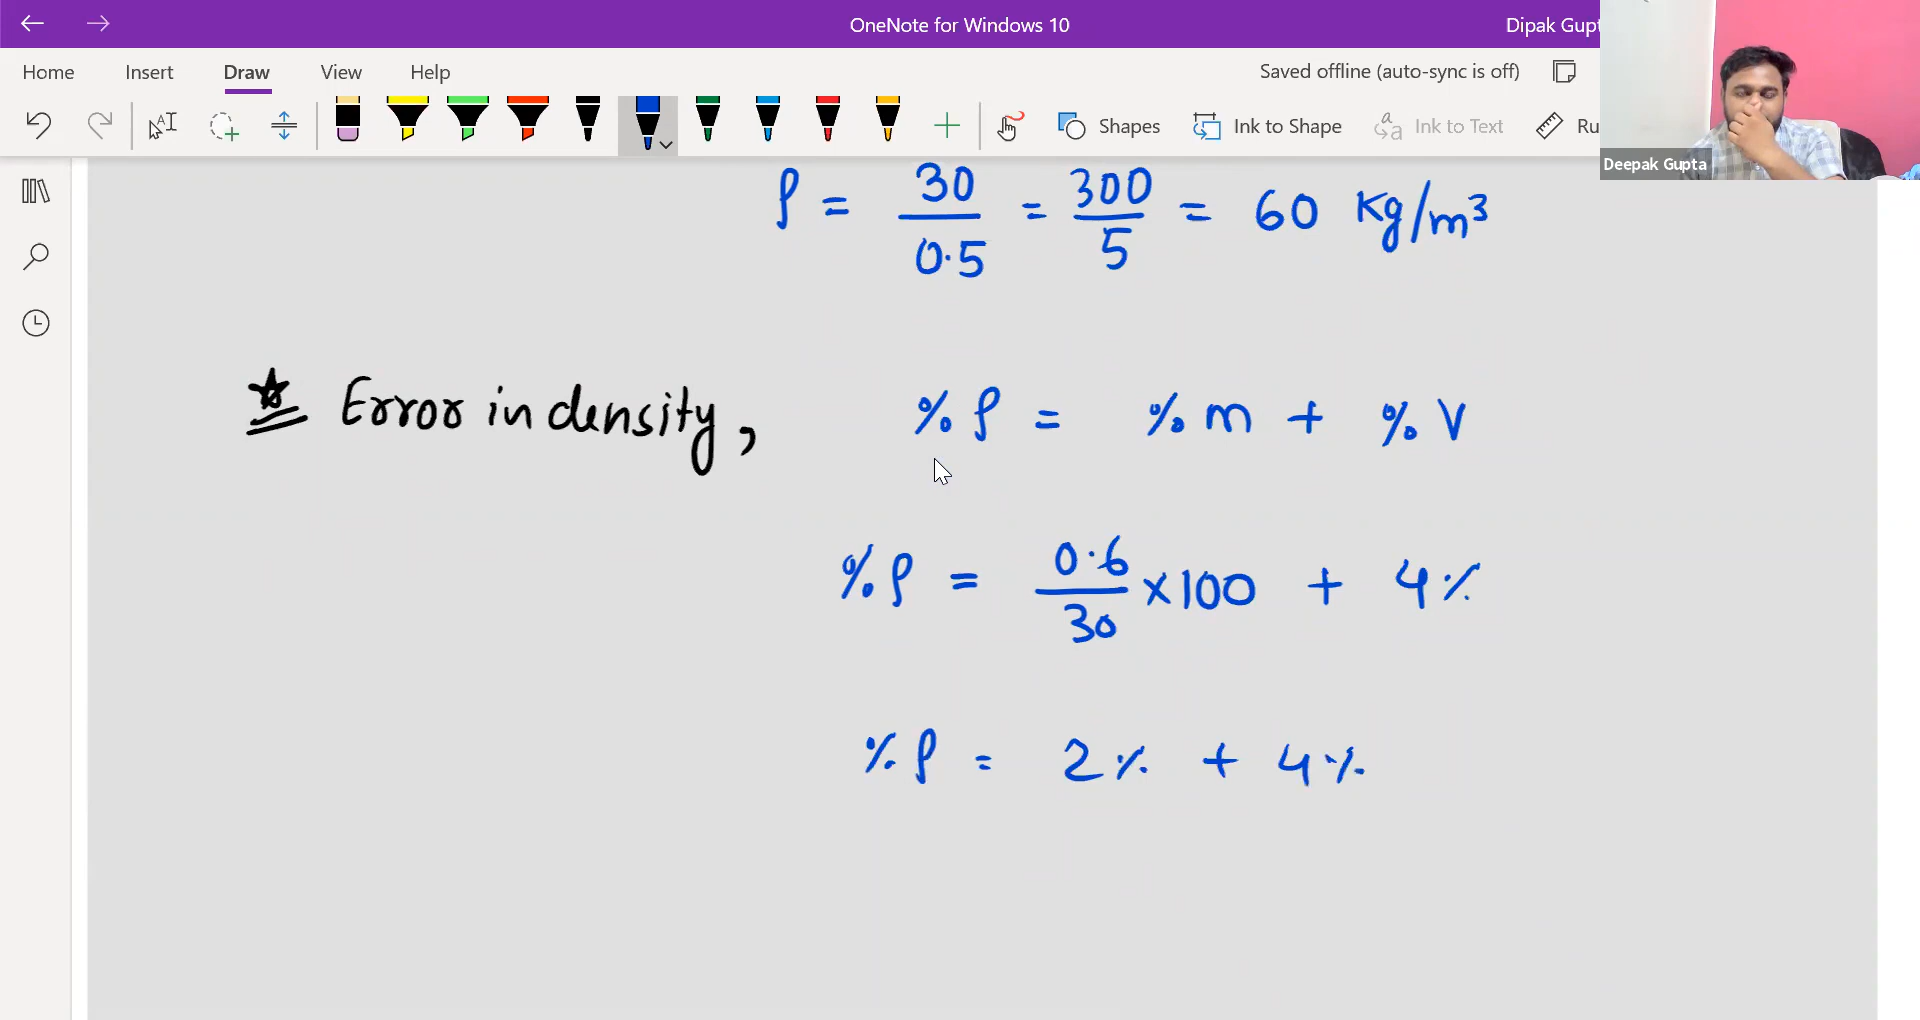 OneNote for Windows 10
Dipak Gupt
Home Insert Draw View Help
Saved offline (auto-sync is off)
Shapes Ink to Shape Ink to Text Ru
Deepak Gupta
ρ = 30/0.5 = 300/5 = 60 Kg/m³
Error in density, % ρ = % m + % V
% ρ = 0.6/30 ×100 + 4 %
% ρ = 2 % + 4 %